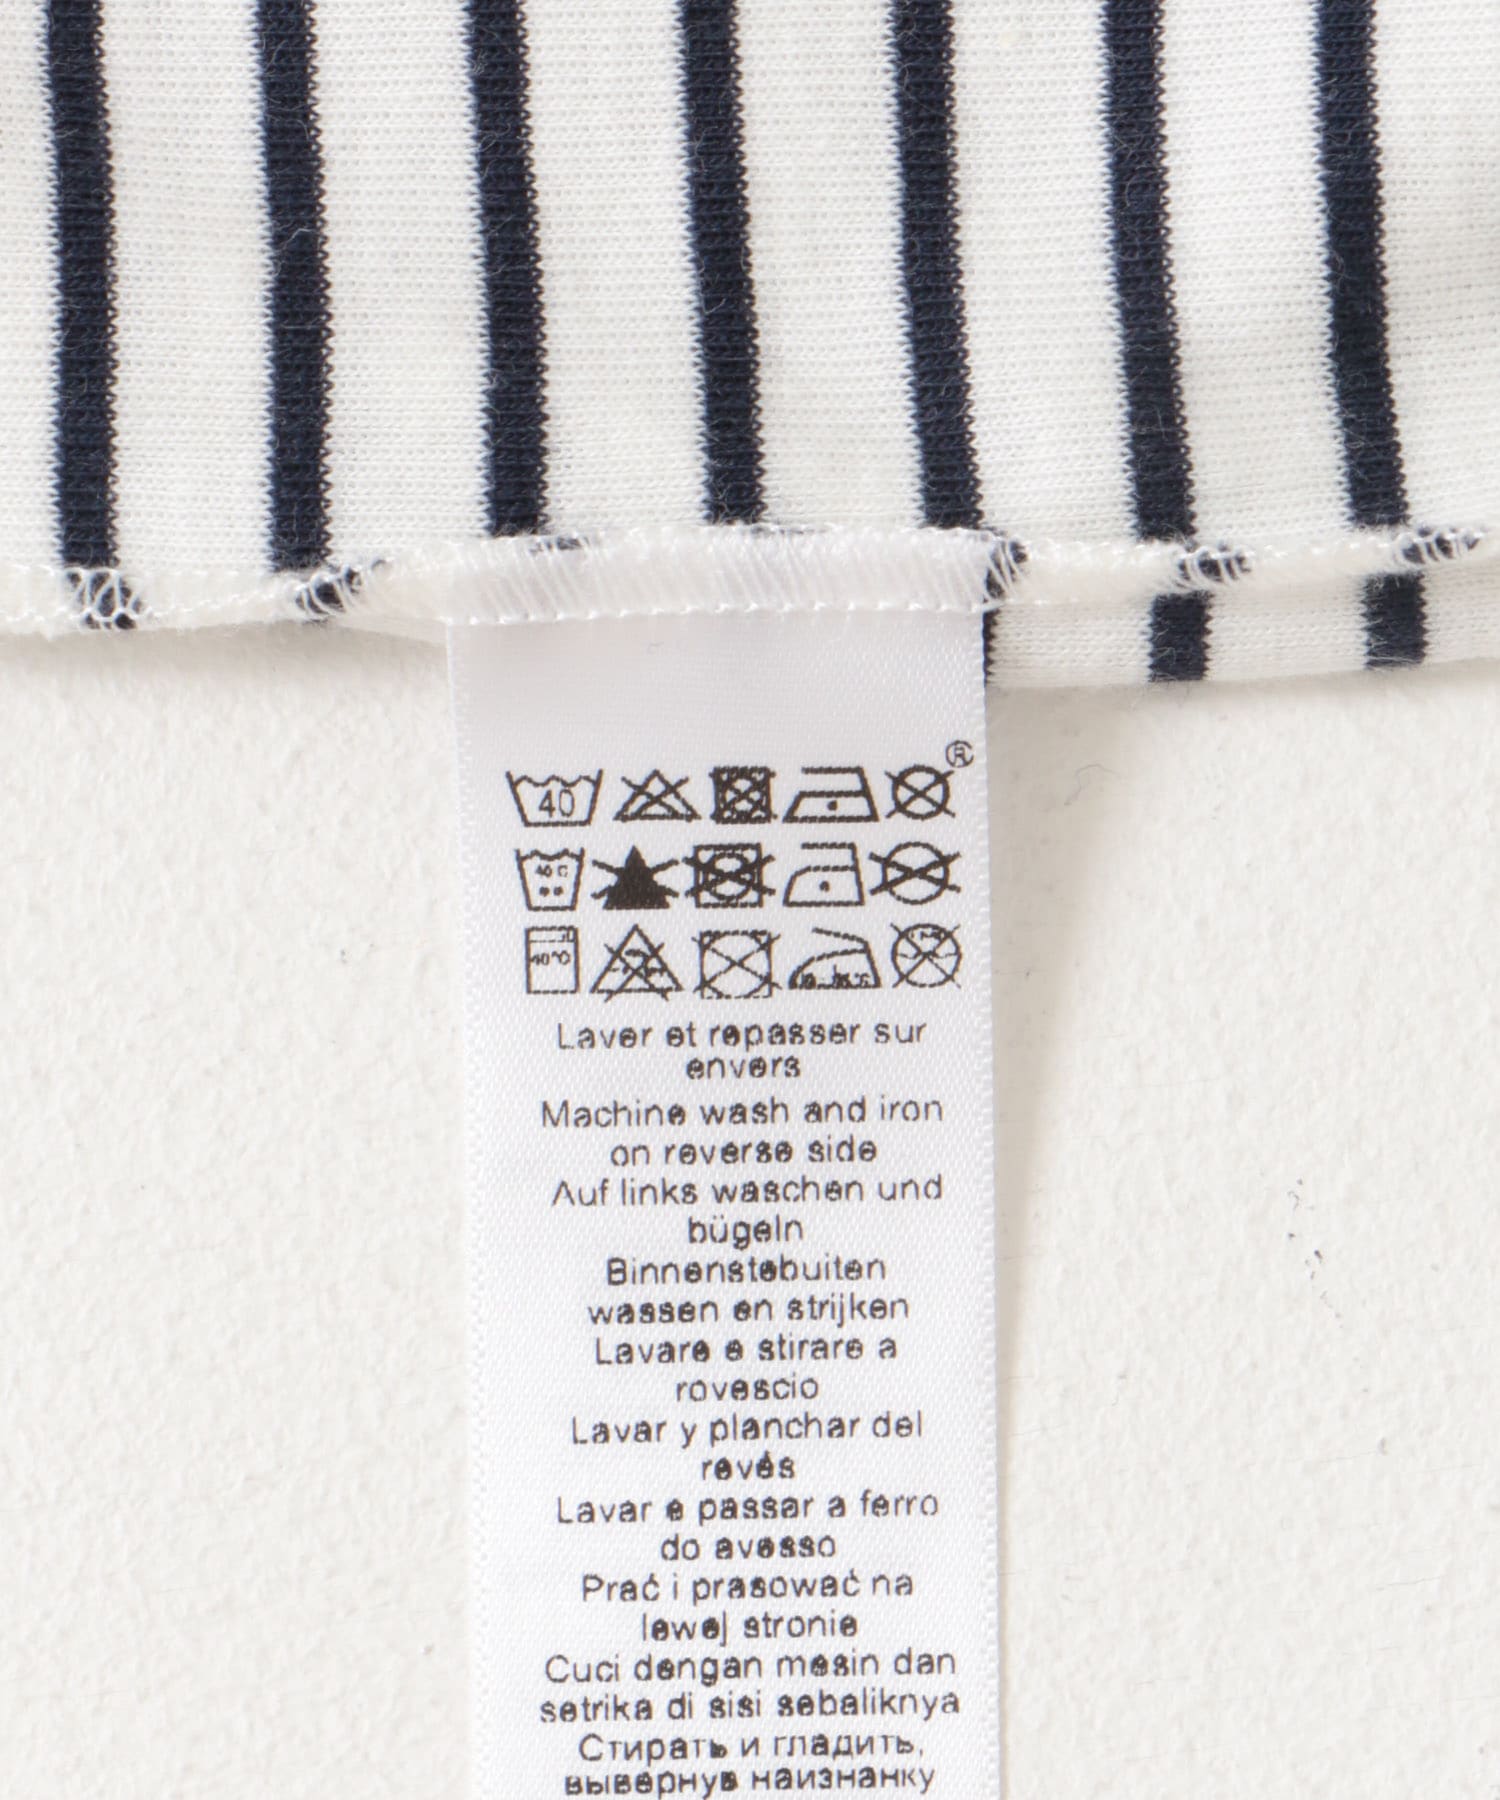 ®
40
40 C
40°C
Laver et repasser sur
envers
Machine wash and iron
on reverse side
Auf links waschen und
bügeln
Binnenstebuiten
wassen en strijken
Lavare e stirare a
rovescio
Lavar y planchar del
revés
Lavar e passar a ferro
do avesso
Prać i prasować na
lewej stronie
Cuci dengan mesin dan
setrika di sisi sebaliknya
Стирать и гладить,
вывернув наизнанку